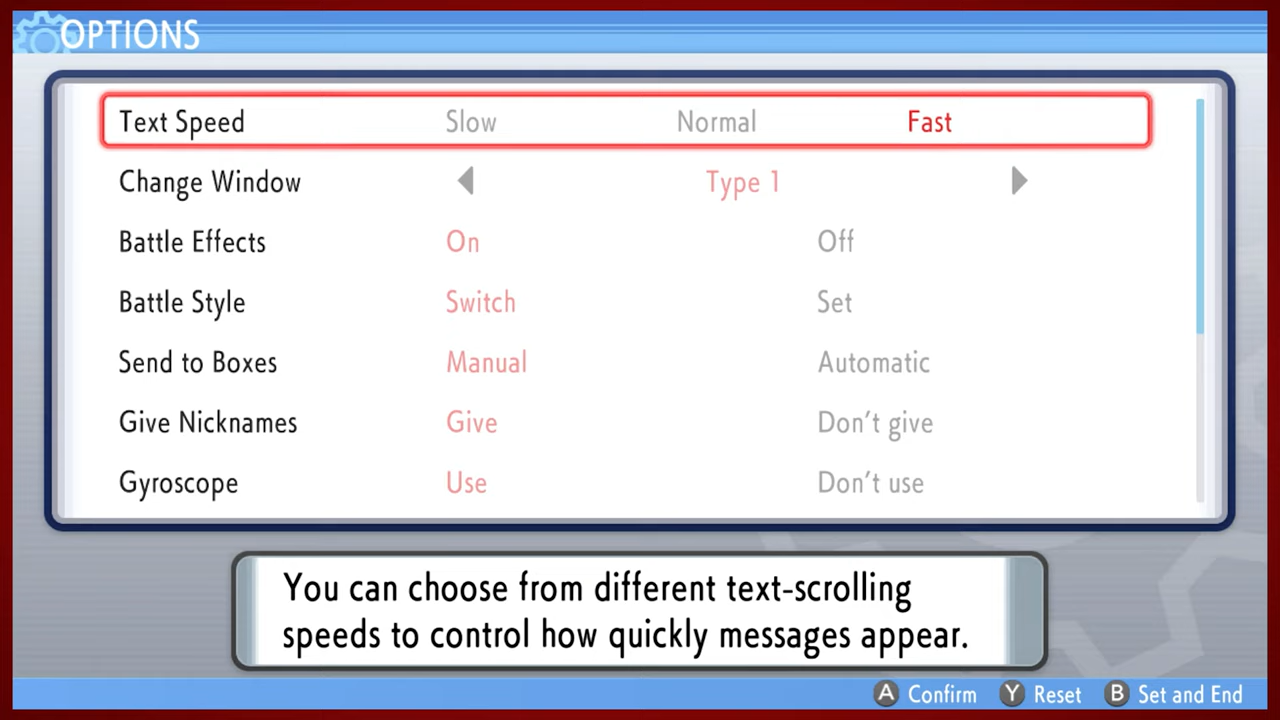 OPTIONS
Text Speed Slow Normal Fast
Change Window Type 1
Battle Effects On Off
Battle Style Switch Set
Send to Boxes Manual Automatic
Give Nicknames Give Don't give
Gyroscope Use Don't use
You can choose from different text-scrolling
speeds to control how quickly messages appear.
A Confirm Y Reset B Set and End